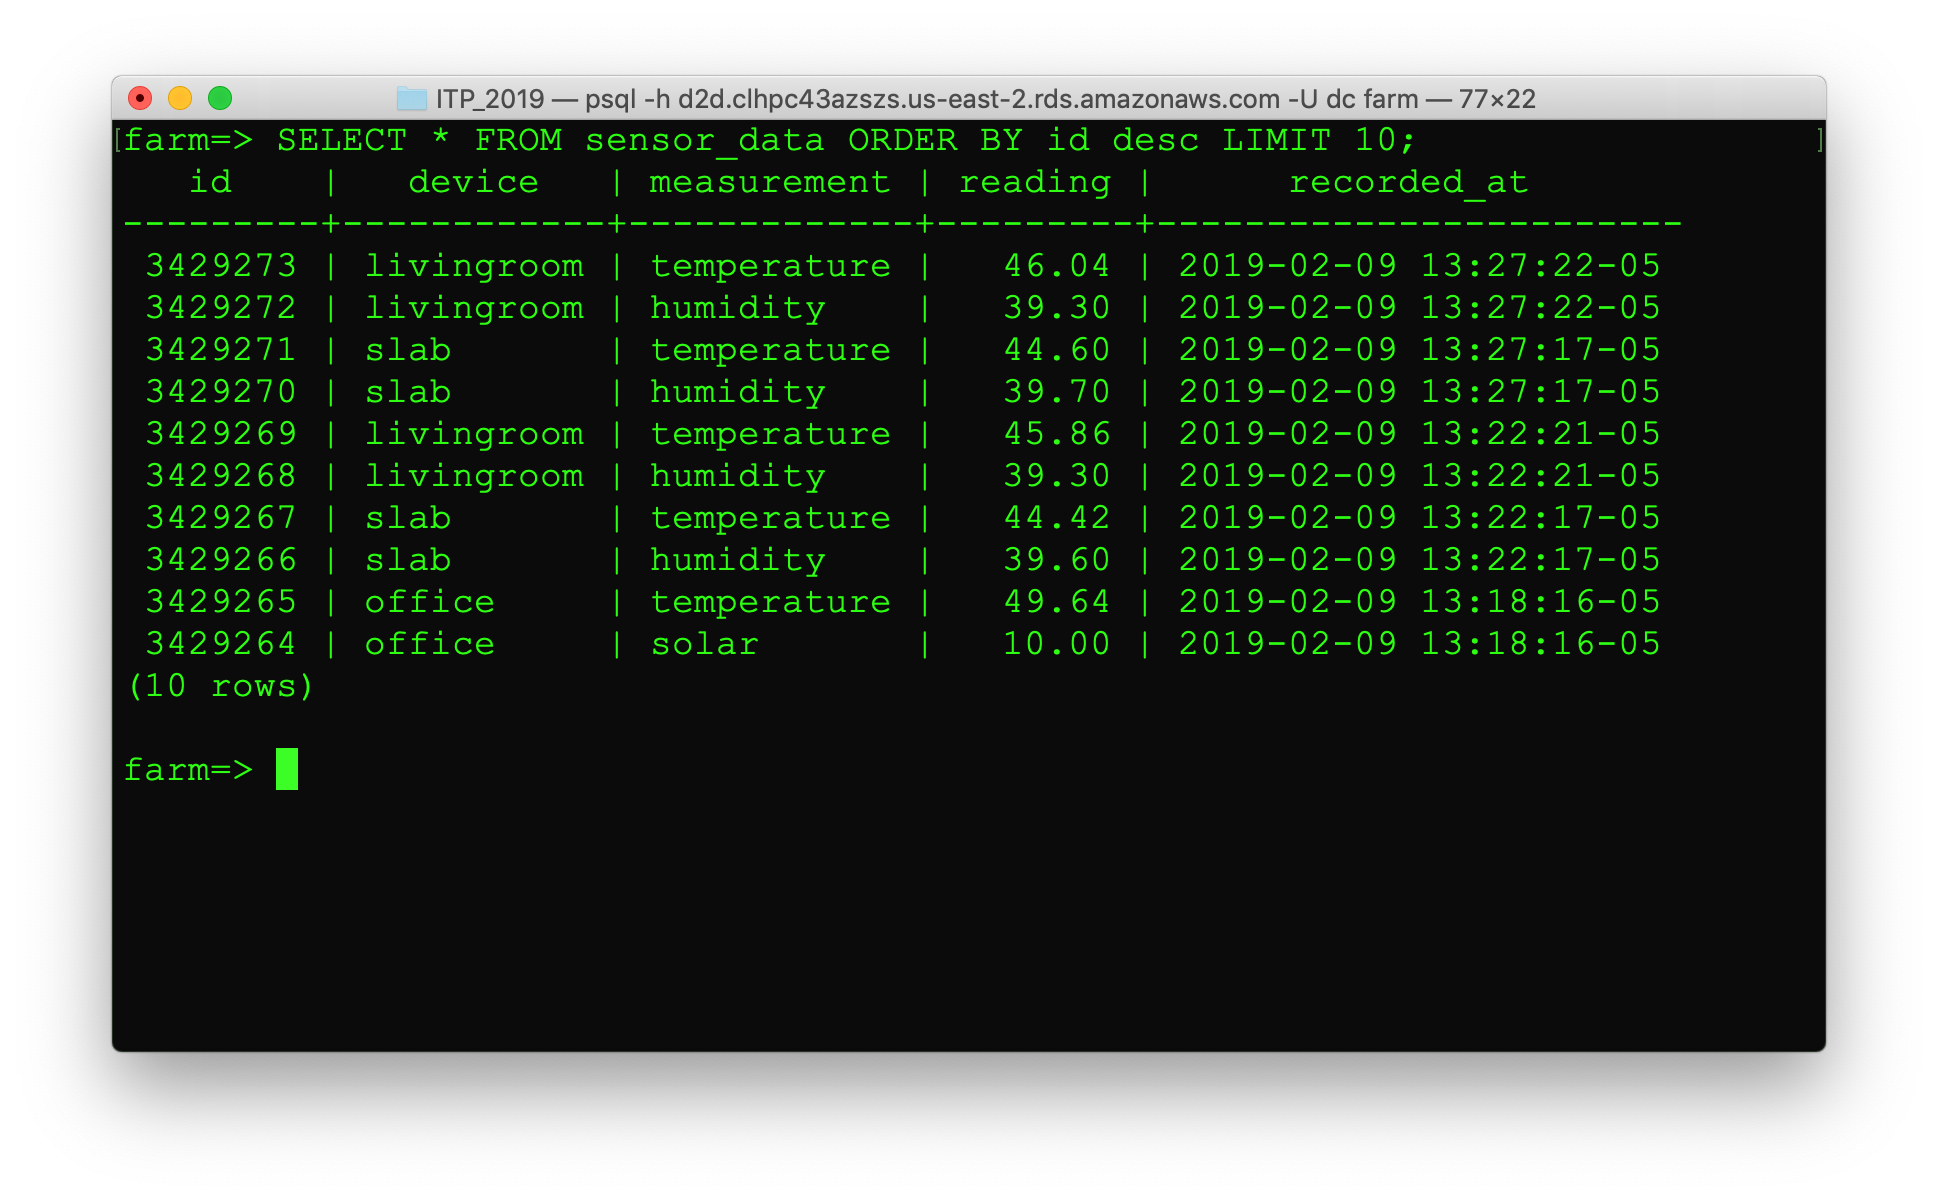 ITP_2019 — psql -h d2d.clhpc43azszs.us-east-2.rds.amazonaws.com -U dc farm — 77×22
[farm=> SELECT * FROM sensor_data ORDER BY id desc LIMIT 10; ]
   id    |   device   | measurement | reading |      recorded_at
---------+------------+-------------+---------+------------------------
 3429273 | livingroom | temperature |   46.04 | 2019-02-09 13:27:22-05
 3429272 | livingroom | humidity    |   39.30 | 2019-02-09 13:27:22-05
 3429271 | slab       | temperature |   44.60 | 2019-02-09 13:27:17-05
 3429270 | slab       | humidity    |   39.70 | 2019-02-09 13:27:17-05
 3429269 | livingroom | temperature |   45.86 | 2019-02-09 13:22:21-05
 3429268 | livingroom | humidity    |   39.30 | 2019-02-09 13:22:21-05
 3429267 | slab       | temperature |   44.42 | 2019-02-09 13:22:17-05
 3429266 | slab       | humidity    |   39.60 | 2019-02-09 13:22:17-05
 3429265 | office     | temperature |   49.64 | 2019-02-09 13:18:16-05
 3429264 | office     | solar       |   10.00 | 2019-02-09 13:18:16-05
(10 rows)
farm=>